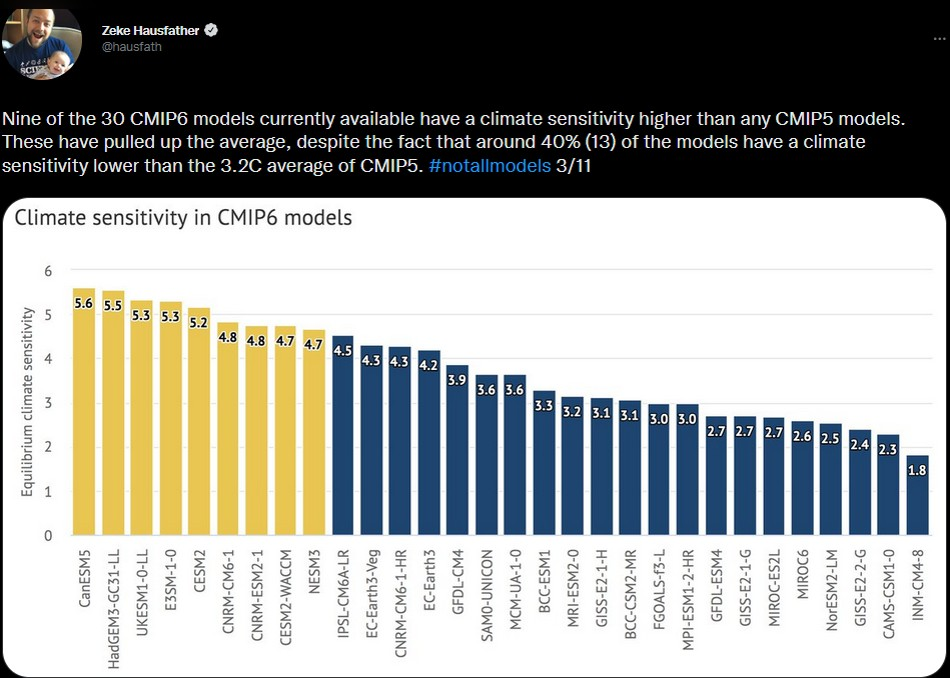 Zeke Hausfather
@hausfath
Nine of the 30 CMIP6 models currently available have a climate sensitivity higher than any CMIP5 models.
These have pulled up the average, despite the fact that around 40% (13) of the models have a climate
sensitivity lower than the 3.2C average of CMIP5. #notallmodels 3/11
Climate sensitivity in CMIP6 models
Equilibrium climate sensitivity
6
5
4
3
2
1
0
5.6 5.5 5.3 5.3 5.2 4.8 4.8 4.7 4.7 4.5 4.3 4.3 4.2 3.9 3.6 3.6 3.3 3.2 3.1 3.1 3.0 3.0 2.7 2.7 2.7 2.6 2.5 2.4 2.3 1.8
CanESM5
HadGEM3-GC31-LL
UKESM1-0-LL
E3SM-1-0
CESM2
CNRM-CM6-1
CNRM-ESM2-1
CESM2-WACCM
NESM3
IPSL-CM6A-LR
EC-Earth3-Veg
CNRM-CM6-1-HR
EC-Earth3
GFDL-CM4
SAM0-UNICON
MCM-UA-1-0
BCC-ESM1
MRI-ESM2-0
GISS-E2-1-H
BCC-CSM2-MR
FGOALS-f3-L
MPI-ESM1-2-HR
GFDL-ESM4
GISS-E2-1-G
MIROC-ES2L
MIROC6
NorESM2-LM
GISS-E2-2-G
CAMS-CSM1-0
INM-CM4-8